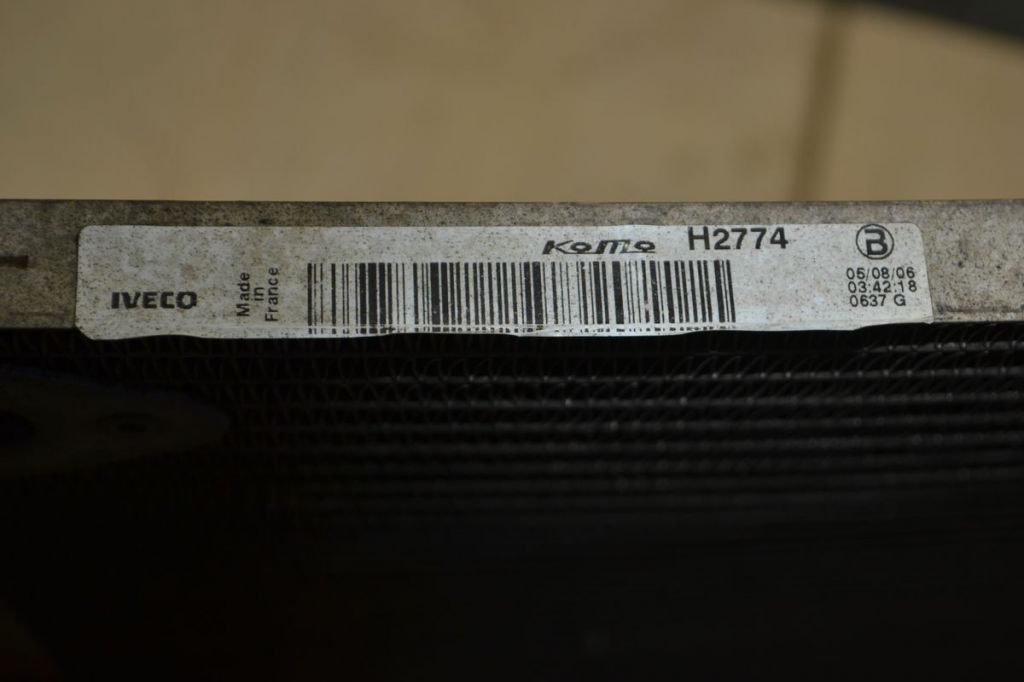 IVECO
Made
in
France
KoMo H2774
B
05/08/06
03:42:18
0637 G